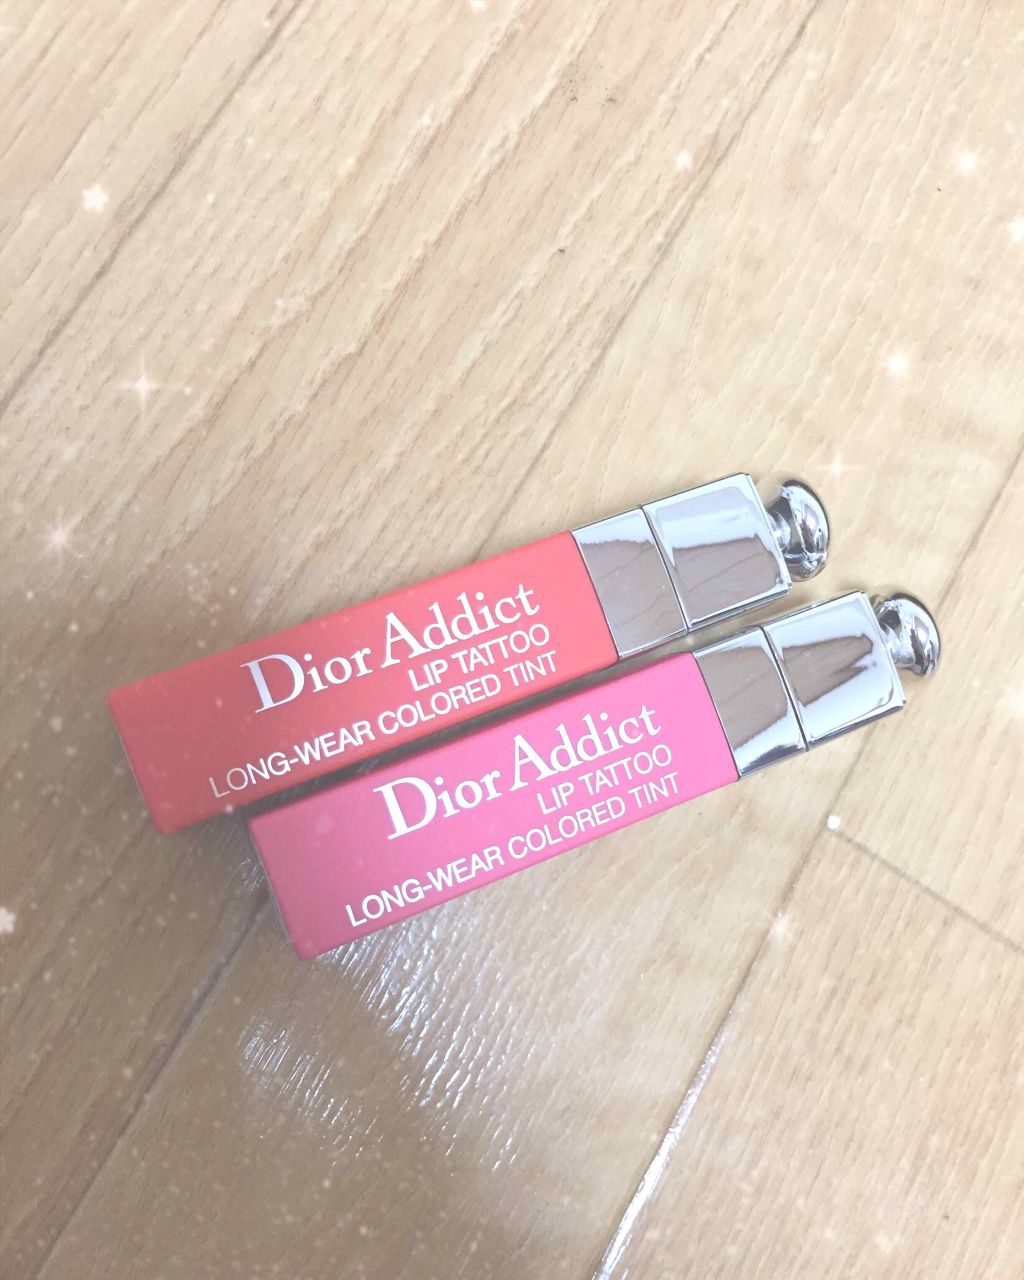 Dior Addict
LIP TATTOO
LONG-WEAR COLORED TINT
Dior Addict
LIP TATTOO
LONG-WEAR COLORED TINT